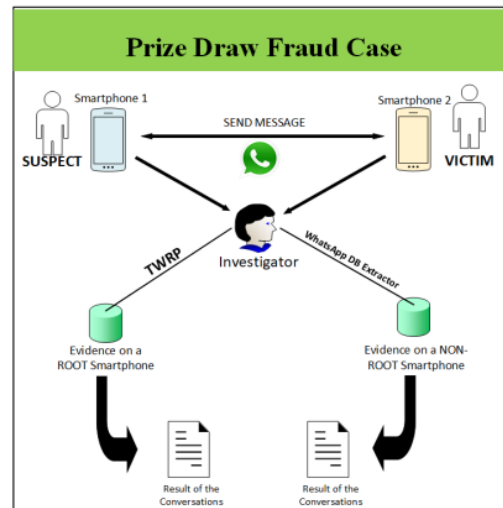 Prize Draw Fraud Case
Smartphone 1
Smartphone 2
SEND MESSAGE
SUSPECT
VICTIM
TWRP
Investigator
WhatsApp DB Extractor
Evidence on a
ROOT Smartphone
Evidence on a NON-
ROOT Smartphone
Result of the
Conversations
Result of the
Conversations